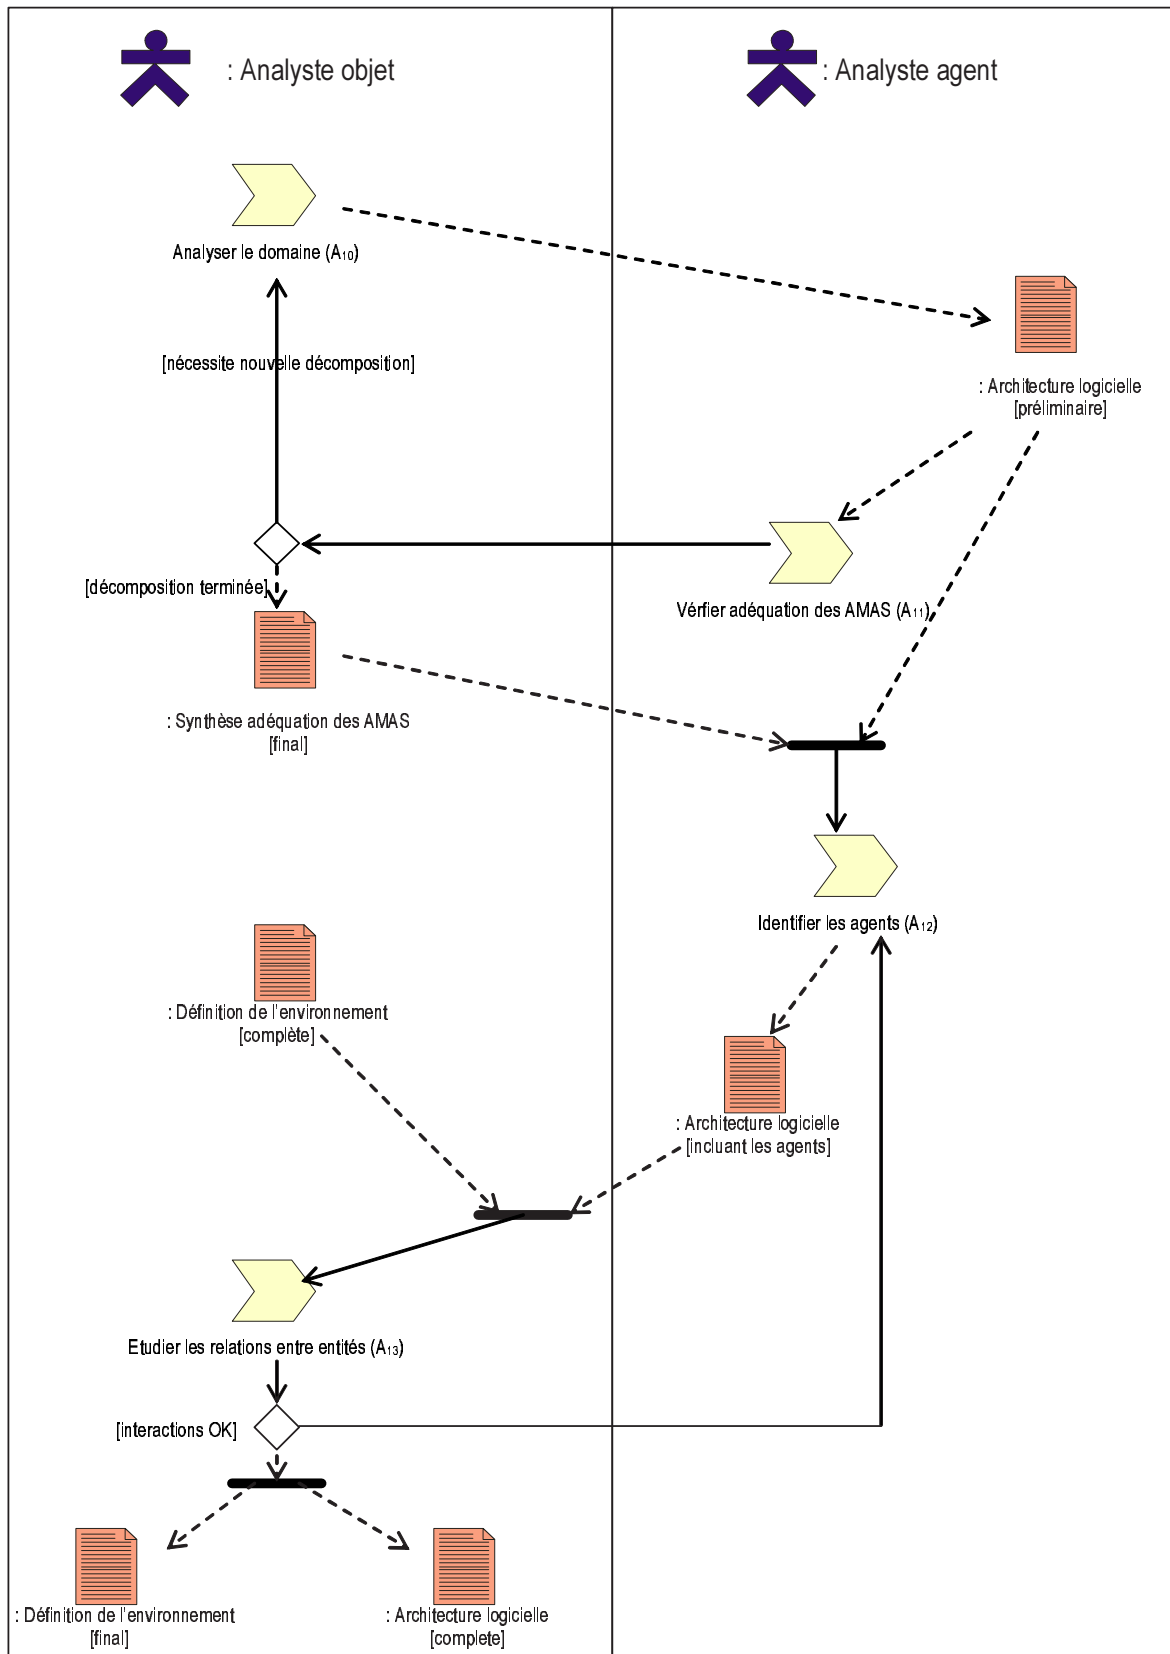 : Analyste objet
: Analyste agent
Analyser le domaine (A₁₀)
[nécessite nouvelle décomposition]
: Architecture logicielle
[préliminaire]
[décomposition terminée]
Vérfier adéquation des AMAS (A₁₁)
: Synthèse adéquation des AMAS
[final]
Identifier les agents (A₁₂)
: Définition de l'environnement
[complète]
: Architecture logicielle
[incluant les agents]
Etudier les relations entre entités (A₁₃)
[interactions OK]
: Définition de l'environnement
[final]
: Architecture logicielle
[complete]